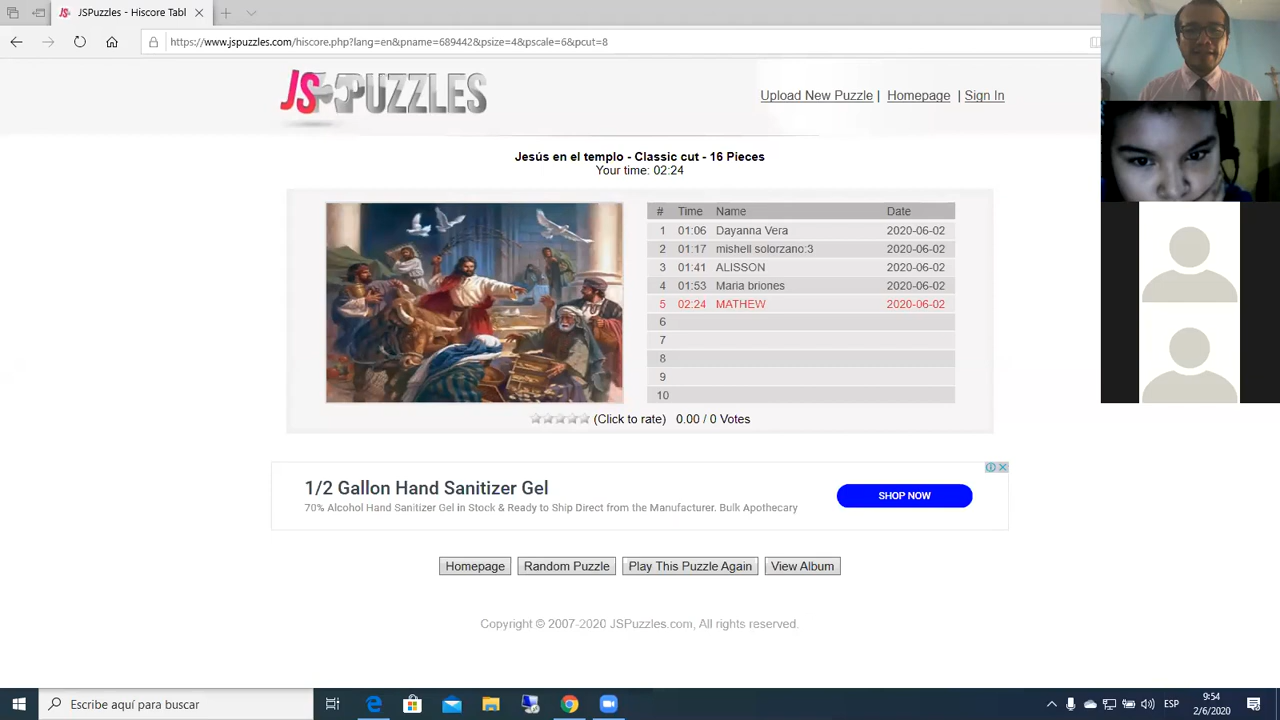 JSPuzzles - Hiscore Tabl
https://www.jspuzzles.com/hiscore.php?lang=en&pname=689442&psize=4&pscale=6&pcut=8
JSPUZZLES
Upload New Puzzle | Homepage | Sign In
Jesús en el templo - Classic cut - 16 Pieces
Your time: 02:24
# Time Name Date
1 01:06 Dayanna Vera 2020-06-02
2 01:17 mishell solorzano:3 2020-06-02
3 01:41 ALISSON 2020-06-02
4 01:53 Maria briones 2020-06-02
5 02:24 MATHEW 2020-06-02
6
7
8
9
10
(Click to rate) 0.00 / 0 Votes
1/2 Gallon Hand Sanitizer Gel
70% Alcohol Hand Sanitizer Gel in Stock & Ready to Ship Direct from the Manufacturer. Bulk Apothecary
SHOP NOW
Homepage Random Puzzle Play This Puzzle Again View Album
Copyright © 2007-2020 JSPuzzles.com, All rights reserved.
Escribe aquí para buscar
ESP
9:54
2/6/2020